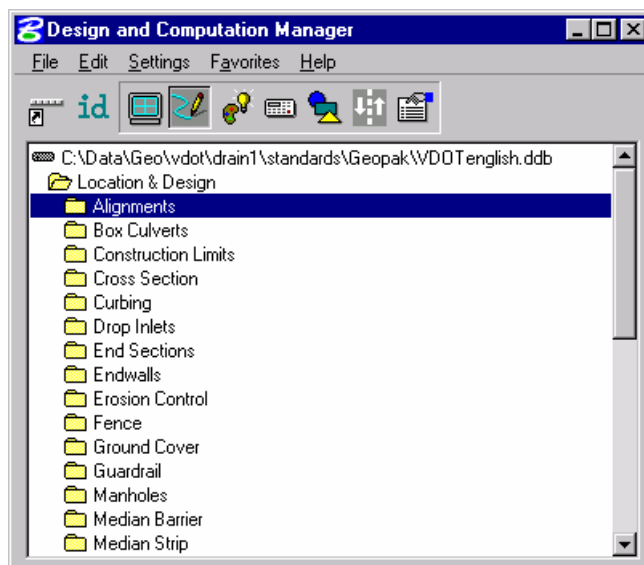 Design and Computation Manager
File Edit Settings Favorites Help
id
C:\Data\Geo\vdot\drain1\standards\Geopak\VDOTenglish.ddb
Location & Design
Alignments
Box Culverts
Construction Limits
Cross Section
Curbing
Drop Inlets
End Sections
Endwalls
Erosion Control
Fence
Ground Cover
Guardrail
Manholes
Median Barrier
Median Strip